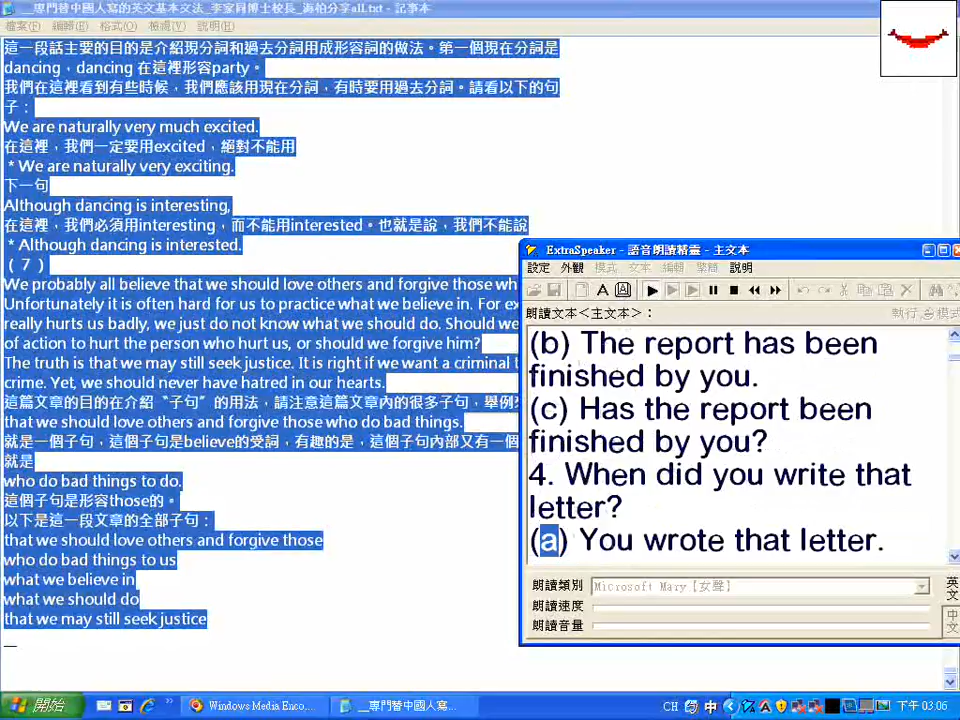 __專門替中國人寫的英文基本文法_李家同博士校長_海柏分享all.txt - 記事本
檔案(F) 編輯(E) 格式(O) 檢視(V) 說明(H)
這一段話主要的目的是介紹現分詞和過去分詞用成形容詞的做法。第一個現在分詞是
dancing，dancing 在這裡形容party。
我們在這裡看到有些時候，我們應該用現在分詞，有時要用過去分詞。請看以下的句
子：
We are naturally very much excited.
在這裡，我們一定要用excited，絕對不能用
* We are naturally very exciting.
下一句
Although dancing is interesting,
在這裡，我們必須用interesting，而不能用interested。也就是說，我們不能說
* Although dancing is interested.
(７)
We probably all believe that we should love others and forgive those wh
Unfortunately it is often hard for us to practice what we believe in. For ex
really hurts us badly, we just do not know what we should do. Should we
of action to hurt the person who hurt us, or should we forgive him?
The truth is that we may still seek justice. It is right if we want a criminal t
crime. Yet, we should never have hatred in our hearts.
這篇文章的目的在介紹“子句”的用法，請注意這篇文章內的很多子句，舉例來
that we should love others and forgive those who do bad things.
就是一個子句，這個子句是believe的受詞，有趣的是，這個子句內部又有一個
就是
who do bad things to do.
這個子句是形容those的。
以下是這一段文章的全部子句：
that we should love others and forgive those
who do bad things to us
what we believe in
what we should do
that we may still seek justice
ExtraSpeaker - 語音朗讀精靈 - 主文本
設定 外觀 模式 文本 編輯 繁簡 說明
朗讀文本<主文本>： 執行
(b) The report has been
finished by you.
(c) Has the report been
finished by you?
4. When did you write that
letter?
(a) You wrote that letter.
朗讀類別 Microsoft Mary【女聲】
朗讀速度
朗讀音量
英文
中文
開始 Windows Media Enco... __專門替中國人寫... CH 中 下午 03:06